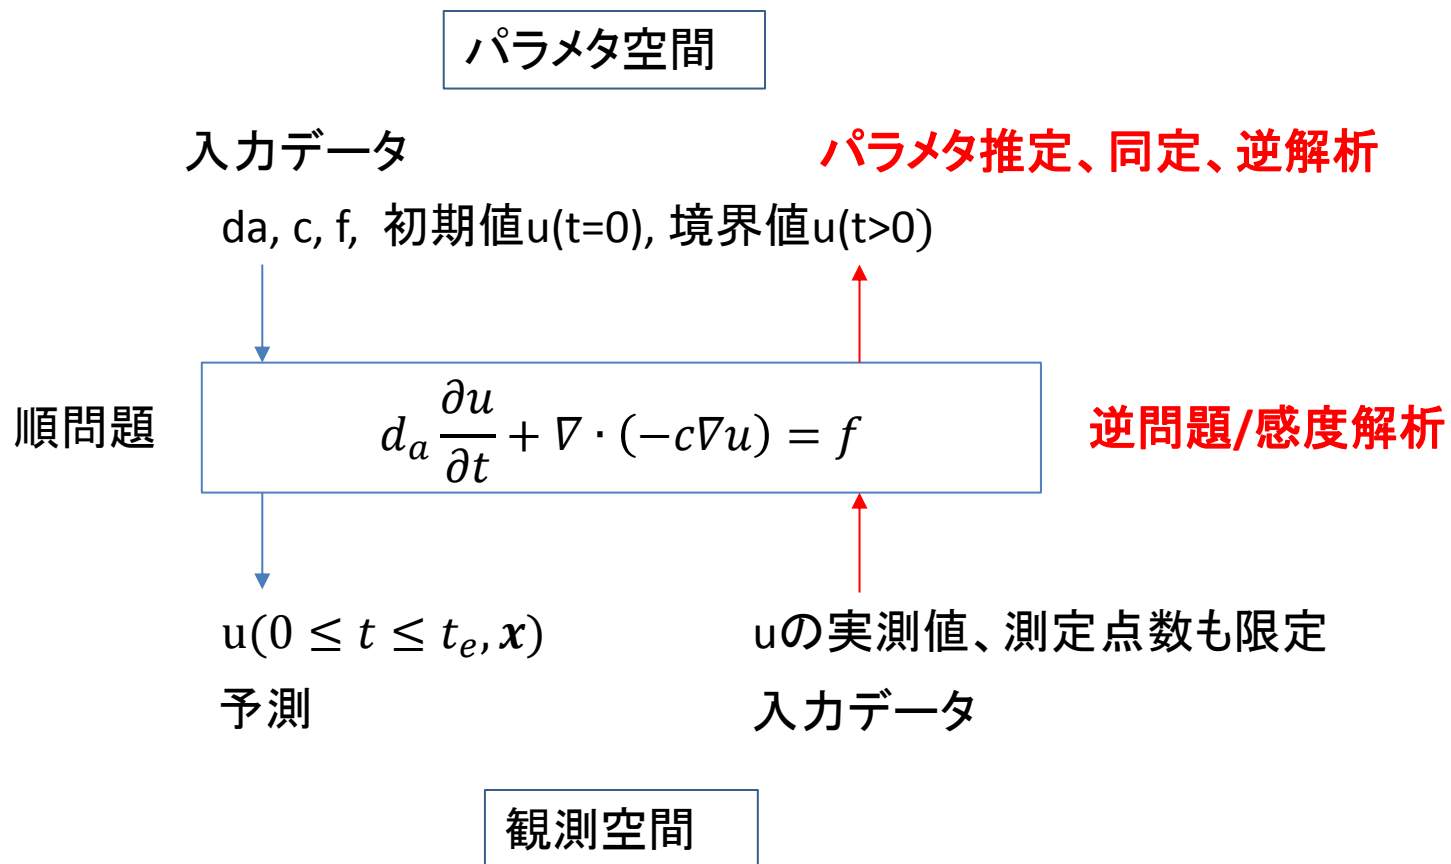 パラメタ空間
入力データ
パラメタ推定、同定、逆解析
da, c, f, 初期値u(t=0), 境界値u(t>0)
順問題
d_a ∂u/∂t + ∇ · (−c∇u) = f
逆問題/感度解析
u(0 ≤ t ≤ t_e, x)
uの実測値、測定点数も限定
予測
入力データ
観測空間